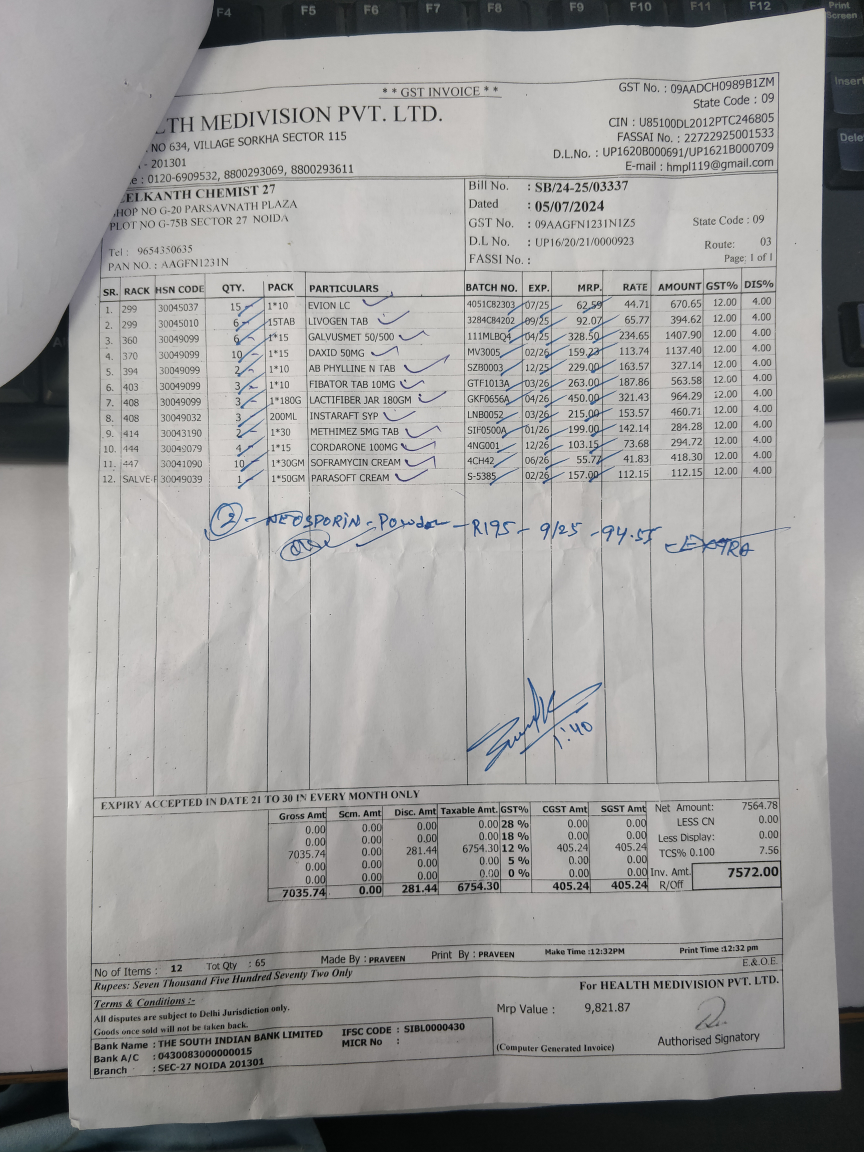 F4 F5 F6 F7 F8 F9 F10 F11 F12 Print Screen
Insert
Dele
* * GST INVOICE * *
GST No. : 09AADCH0989B1ZM
State Code : 09
LTH MEDIVISION PVT. LTD.
CIN : U85100DL2012PTC246805
NO 634, VILLAGE SORKHA SECTOR 115
FASSAI No. : 22722925001533
- 201301
D.L.No. : UP1620B000691/UP1621B000709
: 0120-6909532, 8800293069, 8800293611
E-mail : hmpl119@gmail.com
EELKANTH CHEMIST 27
SHOP NO G-20 PARSAVNATH PLAZA
PLOT NO G-75B SECTOR 27 NOIDA
Tel : 9654350635
PAN NO. : AAGFN1231N
Bill No. : SB/24-25/03337
Dated : 05/07/2024
GST No. : 09AAGFN1231N1Z5 State Code : 09
D.L No. : UP16/20/21/0000923 Route: 03
FASSI No. : Page: 1 of 1
SR. RACK HSN CODE QTY. PACK PARTICULARS BATCH NO. EXP. MRP. RATE AMOUNT GST% DIS%
1. 299 30045037 15 1*10 EVION LC 4051C82303 07/25 62.59 44.71 670.65 12.00 4.00
2. 299 30045010 6 15TAB LIVOGEN TAB 3284C84202 09/25 92.07 65.77 394.62 12.00 4.00
3. 360 30049099 6 1*15 GALVUSMET 50/500 111MLBQ4 04/25 328.50 234.65 1407.90 12.00 4.00
4. 370 30049099 10 1*15 DAXID 50MG MV3005 02/26 159.23 113.74 1137.40 12.00 4.00
5. 394 30049099 2 1*10 AB PHYLLINE N TAB SZB0003 12/25 229.00 163.57 327.14 12.00 4.00
6. 403 30049099 3 1*10 FIBATOR TAB 10MG GTF1013A 03/26 263.00 187.86 563.58 12.00 4.00
7. 408 30049099 3 1*180G LACTIFIBER JAR 180GM GKF0656A 04/26 450.00 321.43 964.29 12.00 4.00
8. 408 30049032 3 200ML INSTARAFT SYP LNB0052 03/26 215.00 153.57 460.71 12.00 4.00
9. 414 30043190 2 1*30 METHIMEZ 5MG TAB SIF0500A 01/26 199.00 142.14 284.28 12.00 4.00
10. 444 30049079 4 1*15 CORDARONE 100MG 4NG001 12/26 103.15 73.68 294.72 12.00 4.00
11. 447 30041090 10 1*30GM SOFRAMYCIN CREAM 4CH42 06/26 55.77 41.83 418.30 12.00 4.00
12. SALVE-F 30049039 1 1*50GM PARASOFT CREAM S-5385 02/26 157.00 112.15 112.15 12.00 4.00
2 - NEOSPORIN - Powder - R195 - 9/25 - 94.55 - EXTRA
1:40
EXPIRY ACCEPTED IN DATE 21 TO 30 IN EVERY MONTH ONLY
Gross Amt Scm. Amt Disc. Amt Taxable Amt. GST% CGST Amt SGST Amt
0.00 0.00 0.00 0.00 28 % 0.00 0.00
0.00 0.00 0.00 0.00 18 % 0.00 0.00
7035.74 0.00 281.44 6754.30 12 % 405.24 405.24
0.00 0.00 0.00 0.00 5 % 0.00 0.00
0.00 0.00 0.00 0.00 0 % 0.00 0.00
7035.74 0.00 281.44 6754.30 405.24 405.24
Net Amount: 7564.78
LESS CN 0.00
Less Display: 0.00
TCS% 0.100 7.56
Inv. Amt. 7572.00
R/Off
No of Items : 12 Tot Qty : 65 Made By : PRAVEEN Print By : PRAVEEN Make Time :12:32PM Print Time :12:32 pm
Rupees: Seven Thousand Five Hundred Seventy Two Only
E.& O.E.
Terms & Conditions :-
All disputes are subject to Delhi Jurisdiction only.
Goods once sold will not be taken back.
Bank Name : THE SOUTH INDIAN BANK LIMITED IFSC CODE : SIBL0000430
Bank A/C : 0430083000000015 MICR No :
Branch : SEC-27 NOIDA 201301
For HEALTH MEDIVISION PVT. LTD.
Mrp Value : 9,821.87
(Computer Generated Invoice)
Authorised Signatory